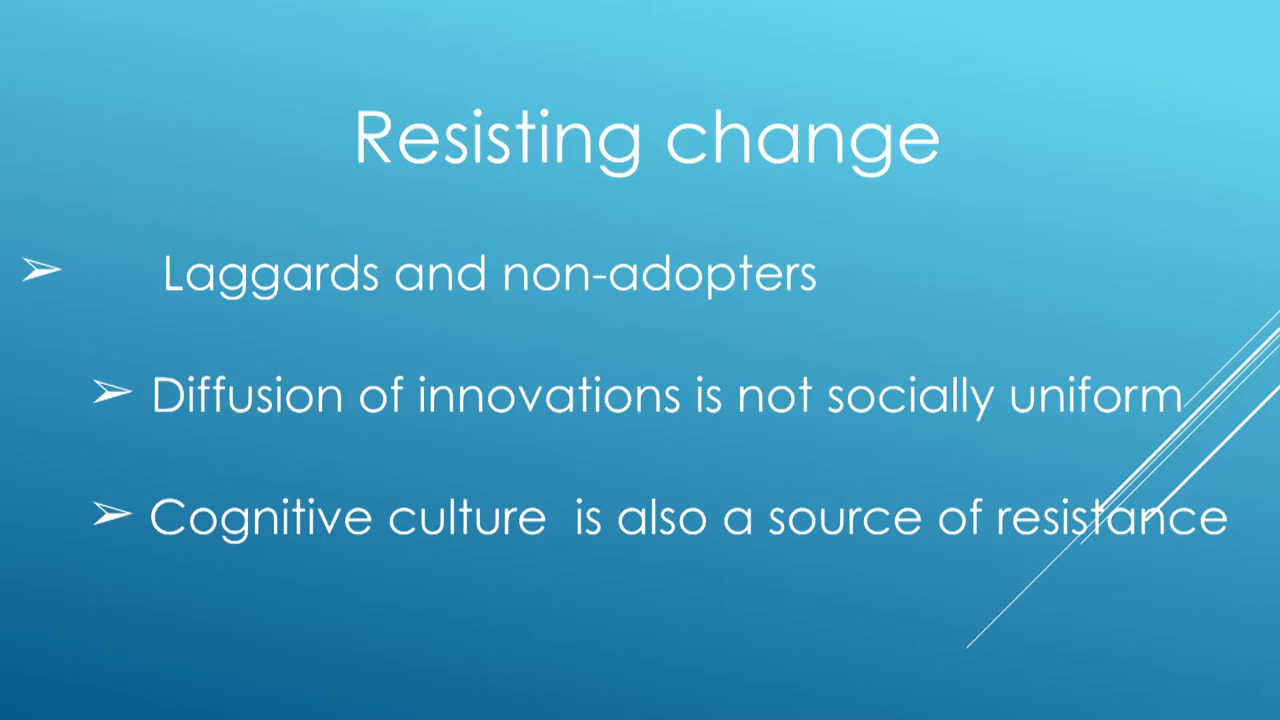 Resisting change
➢ Laggards and non-adopters
➢ Diffusion of innovations is not socially uniform
➢ Cognitive culture  is also a source of resistance